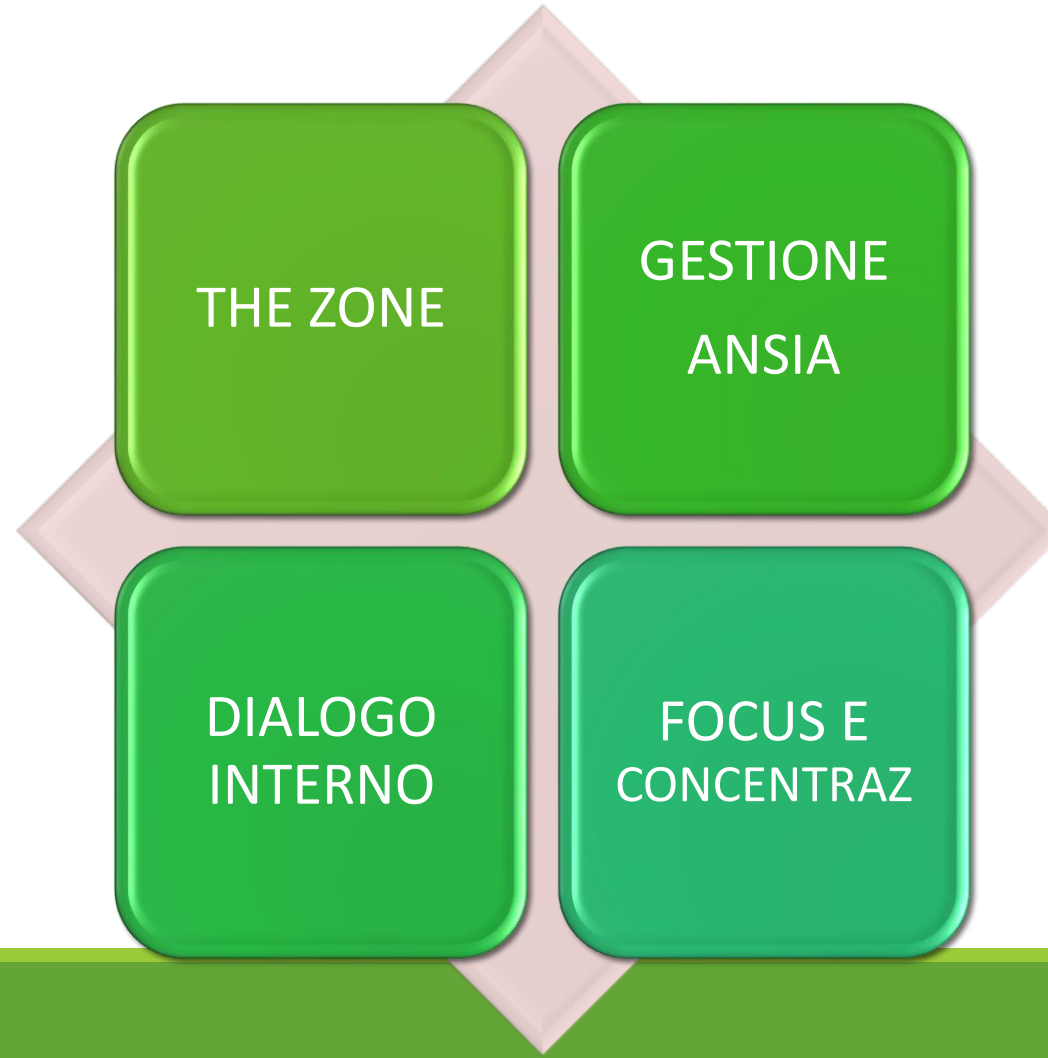 THE ZONE
GESTIONE
ANSIA
DIALOGO
INTERNO
FOCUS E
CONCENTRAZ